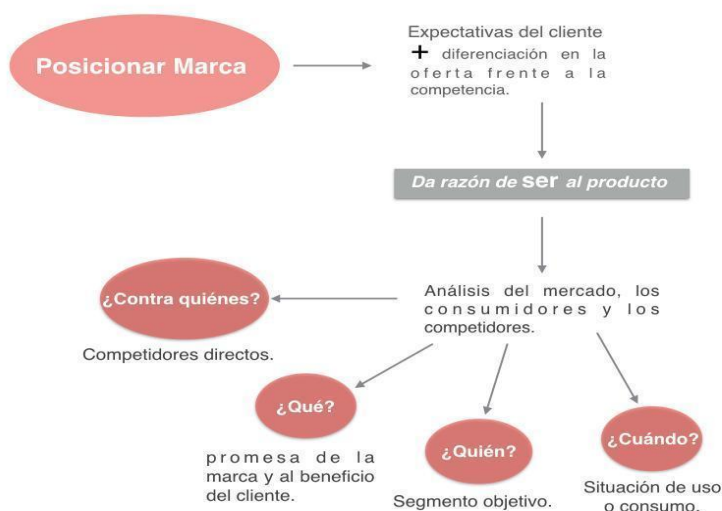 Posicionar Marca
Expectativas del cliente
+ diferenciación en la
oferta frente a la
competencia.
Da razón de ser al producto
Análisis del mercado, los
consumidores y los
competidores.
¿Contra quiénes?
Competidores directos.
¿Qué?
promesa de la
marca y al beneficio
del cliente.
¿Quién?
Segmento objetivo.
¿Cuándo?
Situación de uso
o consumo.